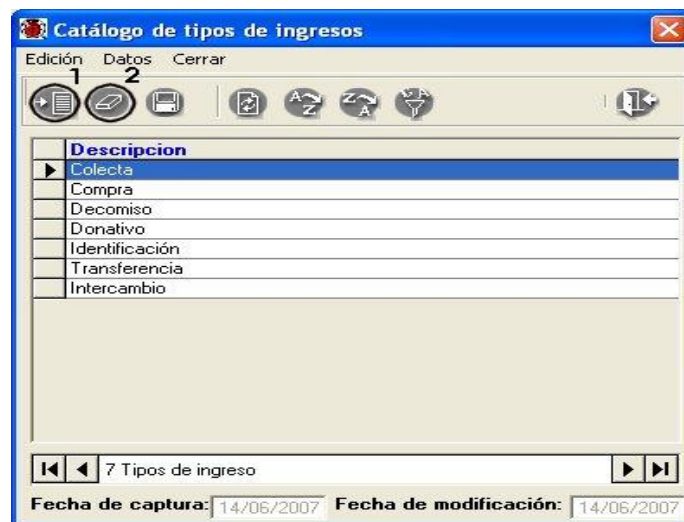 Catálogo de tipos de ingresos
Edición Datos Cerrar
1 2
A Z Z A
Descripcion
Colecta
Compra
Decomiso
Donativo
Identificación
Transferencia
Intercambio
7 Tipos de ingreso
Fecha de captura: 14/06/2007 Fecha de modificación: 14/06/2007